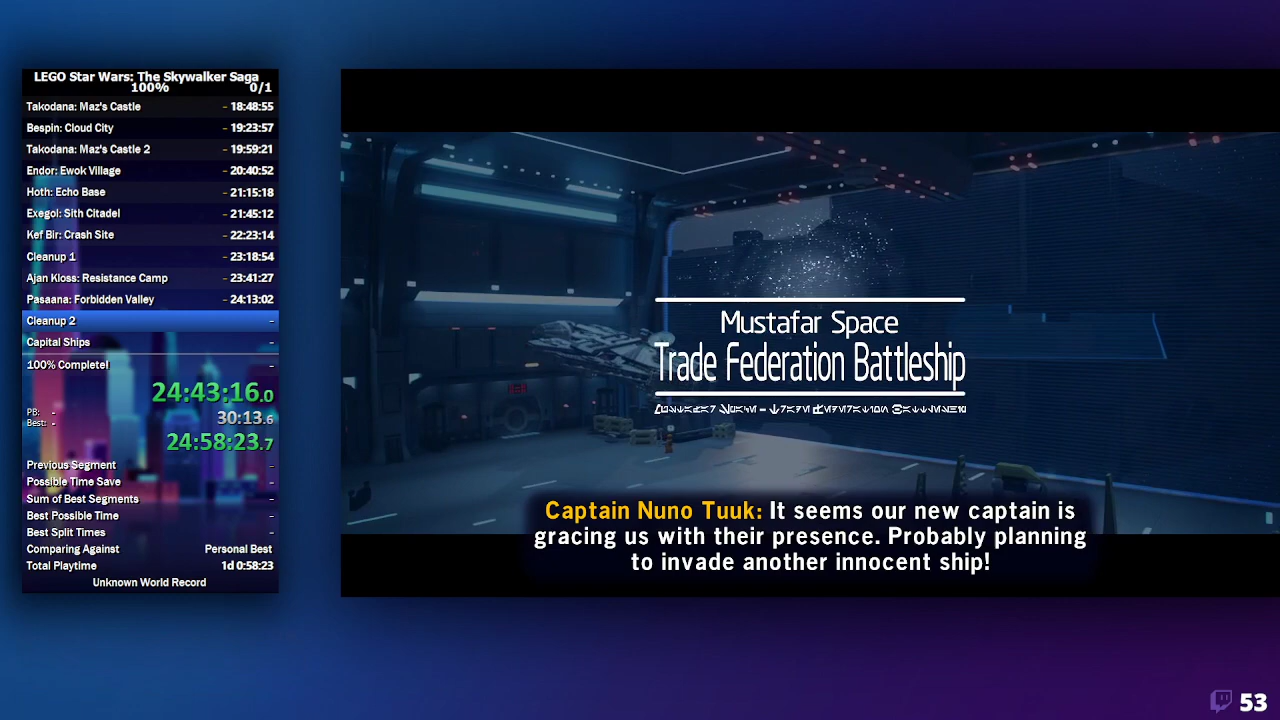 LEGO Star Wars: The Skywalker Saga
100% 0/1
Takodana: Maz's Castle - 18:48:55
Bespin: Cloud City - 19:23:57
Takodana: Maz's Castle 2 - 19:59:21
Endor: Ewok Village - 20:40:52
Hoth: Echo Base - 21:15:18
Exegol: Sith Citadel - 21:45:12
Kef Bir: Crash Site - 22:23:14
Cleanup 1 - 23:18:54
Ajan Kloss: Resistance Camp - 23:41:27
Pasaana: Forbidden Valley - 24:13:02
Cleanup 2 -
Capital Ships -
100% Complete! -
24:43:16.0
PB: - 30:13.6
Best: -
24:58:23.7
Previous Segment -
Possible Time Save -
Sum of Best Segments -
Best Possible Time -
Best Split Times -
Comparing Against Personal Best
Total Playtime 1d 0:58:23
Unknown World Record
Mustafar Space
Trade Federation Battleship
Captain Nuno Tuuk: It seems our new captain is
gracing us with their presence. Probably planning
to invade another innocent ship!
53